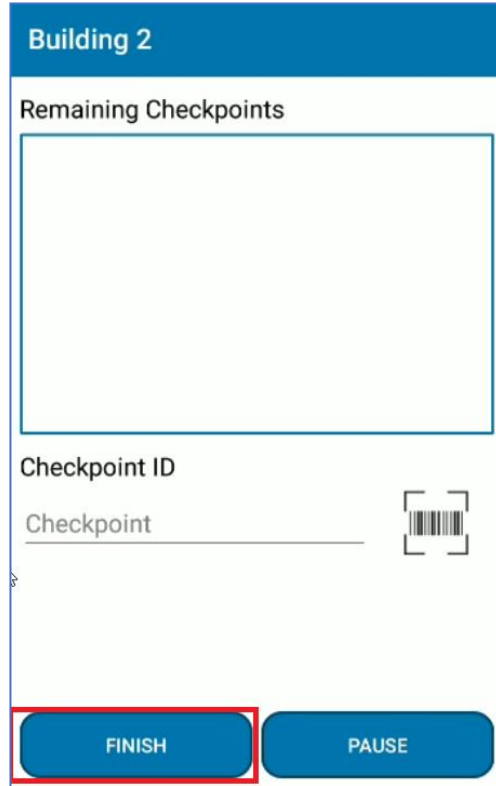 Building 2
Remaining Checkpoints
Checkpoint ID
Checkpoint
FINISH PAUSE